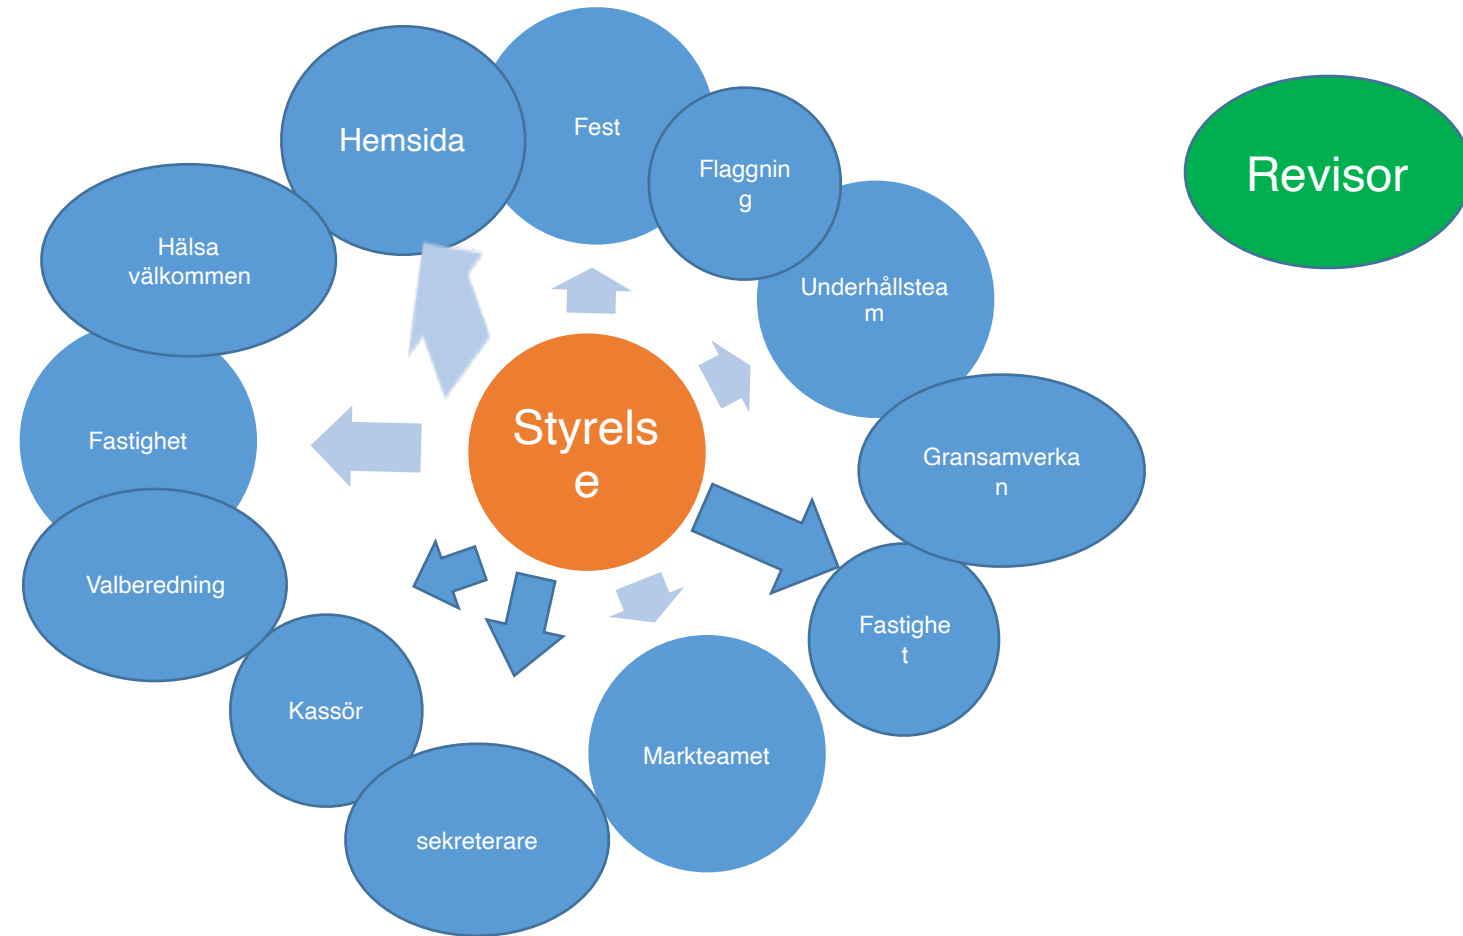 Fest
Hemsida
Flaggnin
g
Revisor
Hälsa
välkommen
Underhållstea
m
Styrels
e
Fastighet
Gransamverka
n
Valberedning
Fastighe
t
Kassör
Markteamet
sekreterare